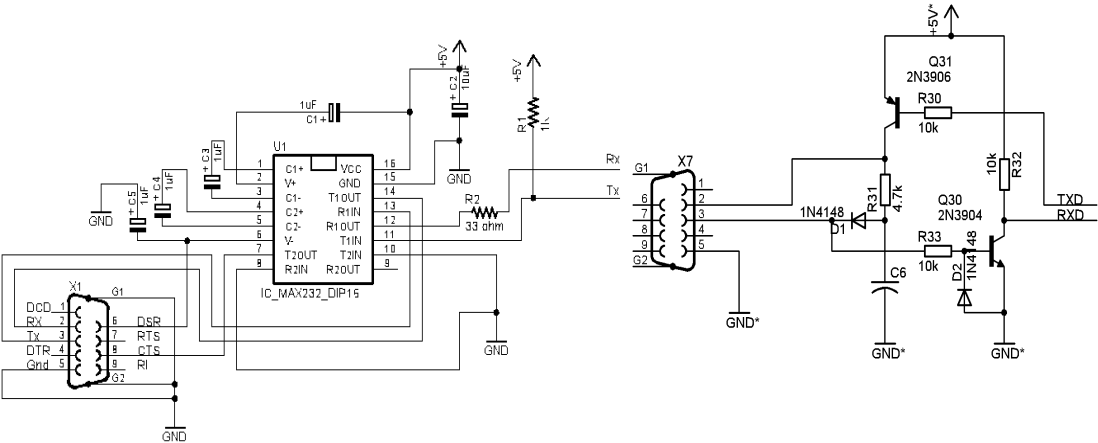 +5V
+ C2
10uF
+5V
1uF
C1+
R1
1k
U1
+ C3
1uF
+ C4
1uF
+ C5
1uF
GND
GND
1 C1+ VCC 16
2 V+ GND 15
3 C1- T1OUT 14
4 C2+ R1IN 13
5 C2- R1OUT 12
6 V- T1IN 11
7 T2OUT T2IN 10
8 R2IN R2OUT 9
IC_MAX232_DIP16
R2
33 ohm
Rx
Tx
GND
X1
G1
DCD 1
RX 2 6 DSR
Tx 3 7 RTS
DTR 4 8 CTS
Gnd 5 9 RI
G2
GND
X7
G1
1
6 2
7 3
8 4
9 5
G2
GND*
+5V*
Q31
2N3906
R30
10k
10k
R32
R31
4.7k
1N4148
D1
Q30
2N3904
TXD
RXD
R33
10k
D2
1N4148
C6
GND*
GND*